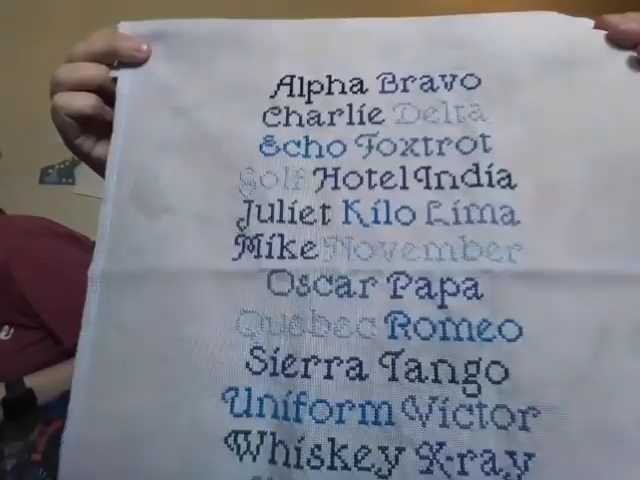 Alpha Bravo
Charlie Delta
Echo Foxtrot
Golf Hotel India
Juliet Kilo Lima
Mike November
Oscar Papa
Quebec Romeo
Sierra Tango
Uniform Victor
Whiskey X-ray